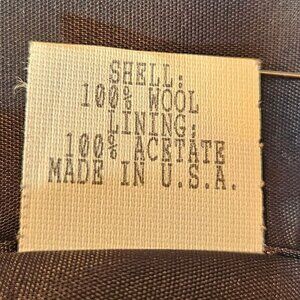 SHELL:
100% WOOL
LINING:
100% ACETATE
MADE IN U.S.A.